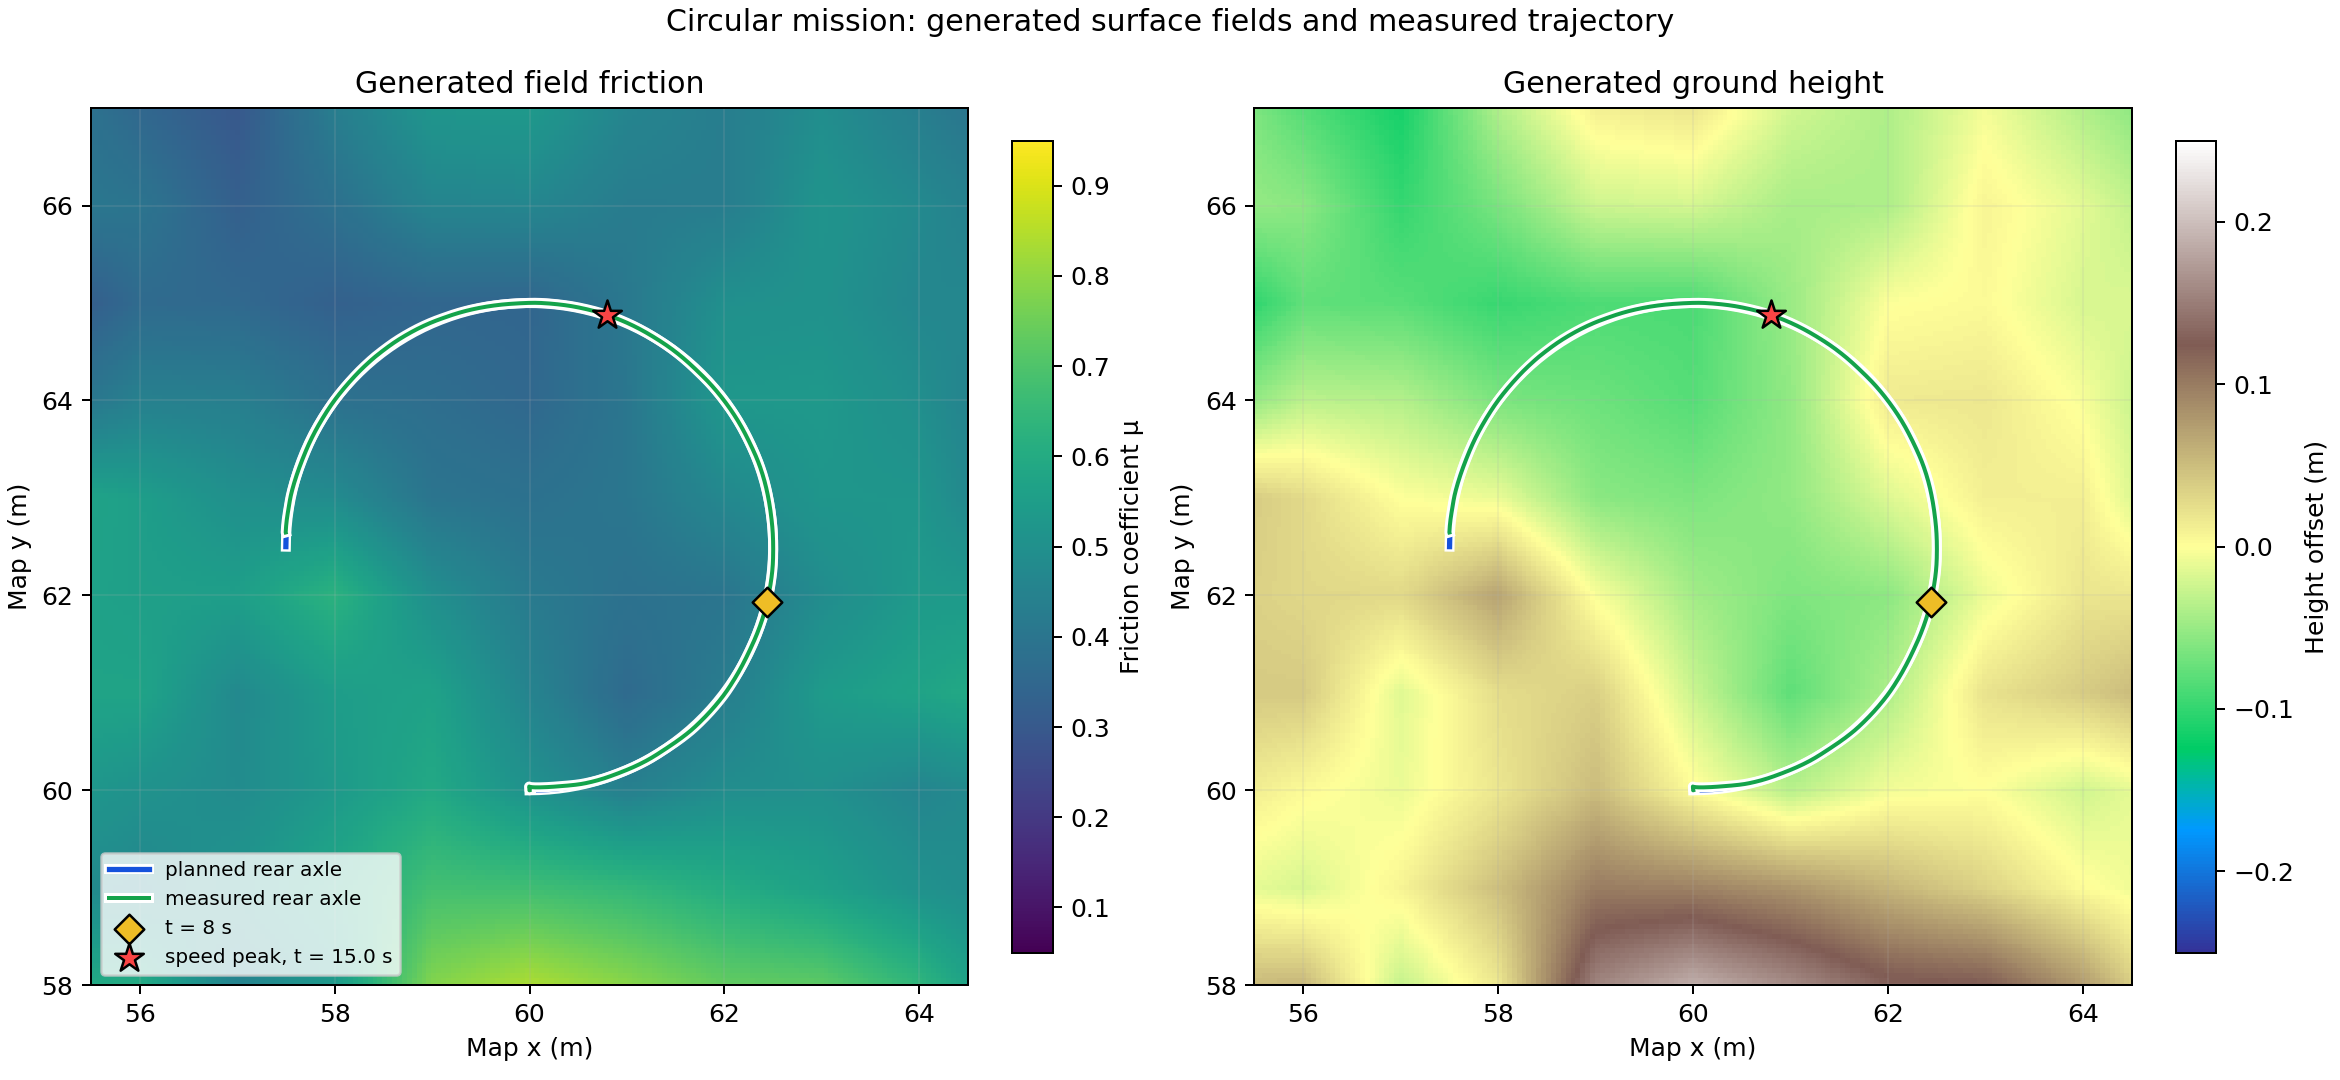 Circular mission: generated surface fields and measured trajectory
Generated field friction
Map y (m)
66
64
62
60
58
56
58
60
62
64
Map x (m)
planned rear axle
measured rear axle
t = 8 s
speed peak, t = 15.0 s
0.9
0.8
0.7
0.6
0.5
0.4
0.3
0.2
0.1
Friction coefficient μ
Generated ground height
Map y (m)
66
64
62
60
58
56
58
60
62
64
Map x (m)
0.2
0.1
0.0
−0.1
−0.2
Height offset (m)